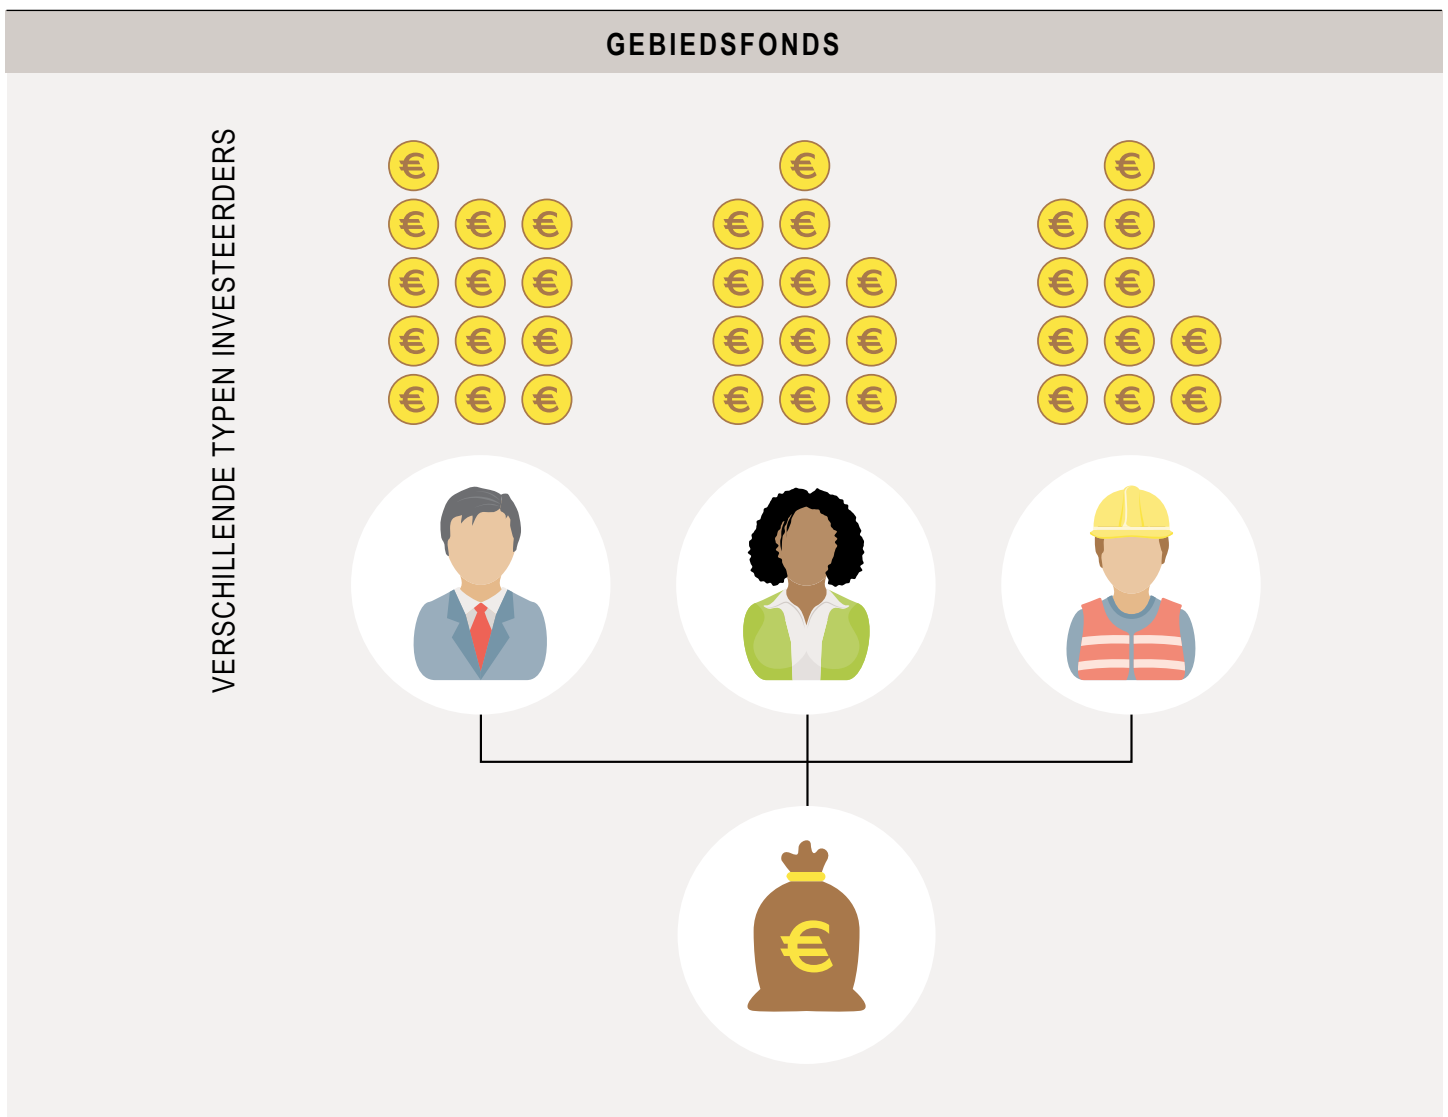 GEBIEDSFONDS
VERSCHILLENDE TYPEN INVESTEERDERS
€
€ €
€ € € € €
€ € € € € € € €
€ € € € € € € € €
€ € € € € € € € €
€